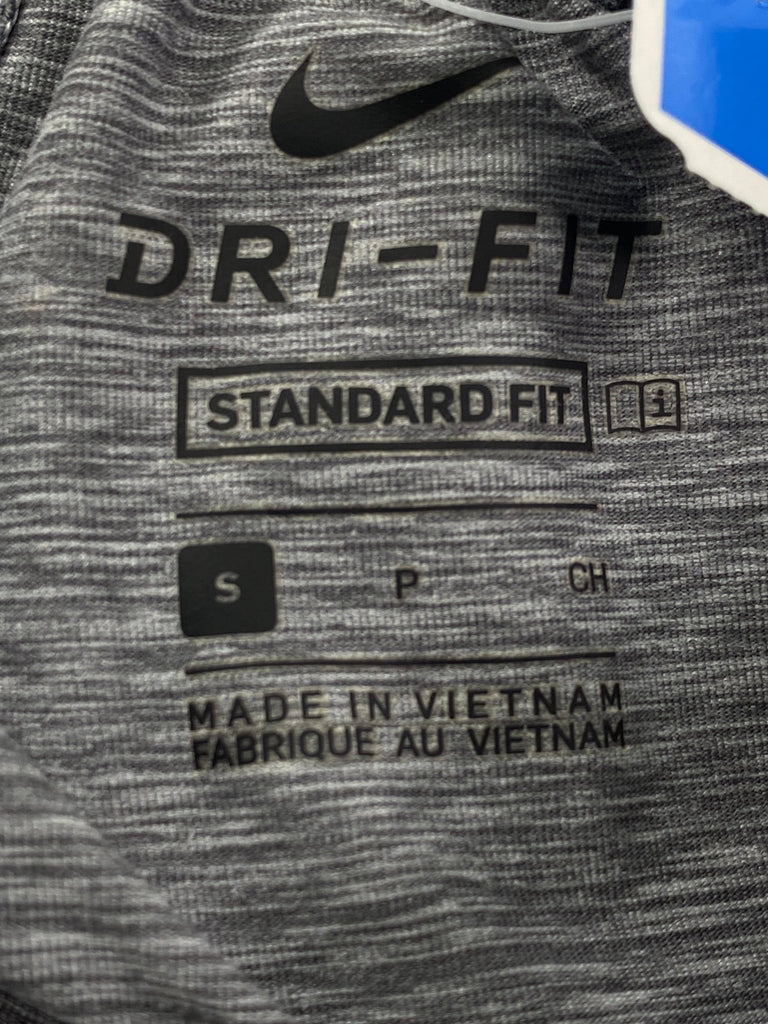 DRI-FIT
STANDARD FIT i
S P CH
MADE IN VIETNAM
FABRIQUE AU VIETNAM